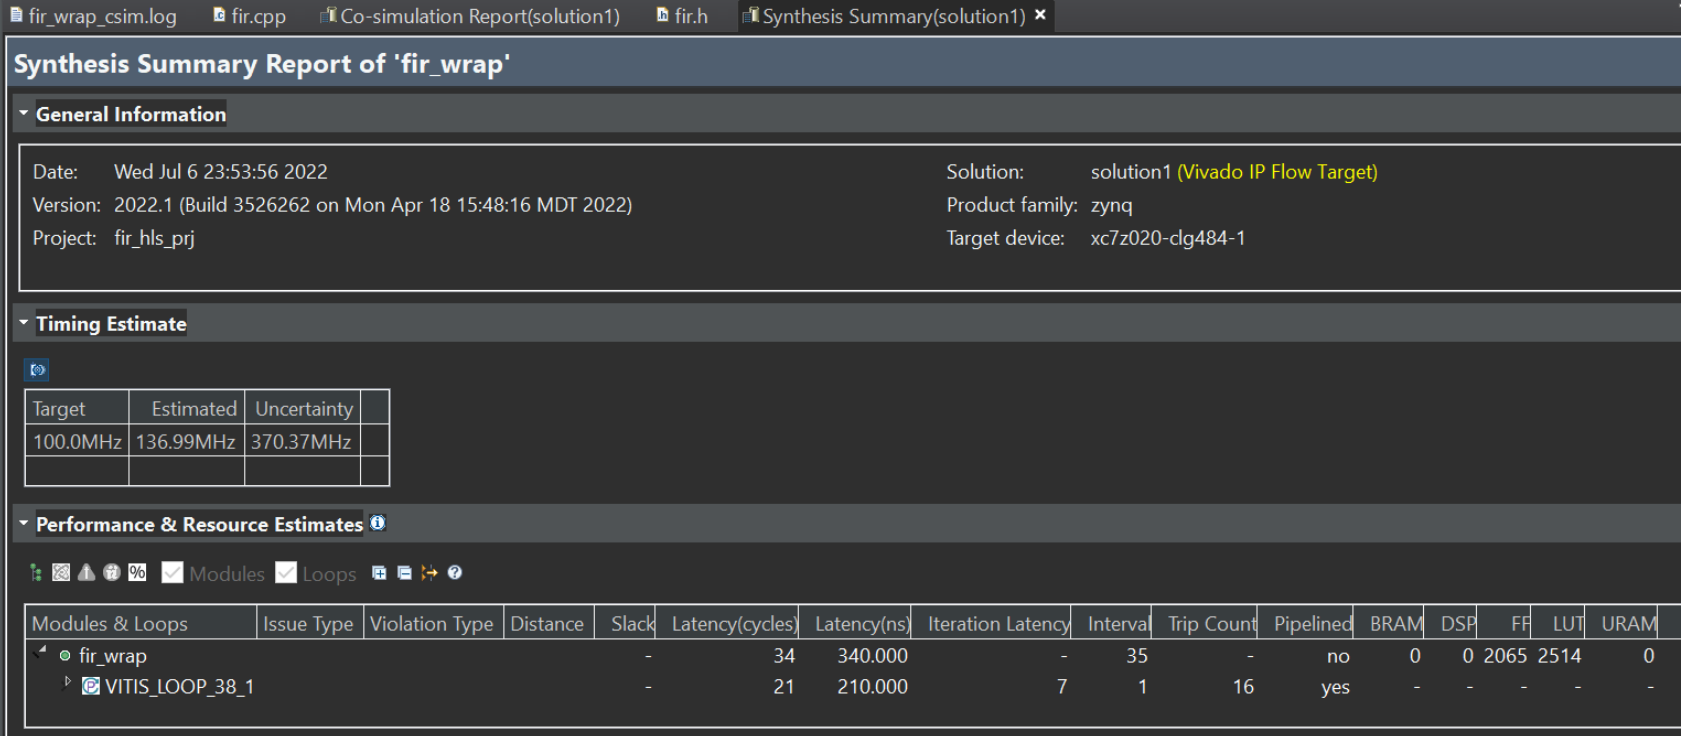 fir_wrap_csim.log fir.cpp Co-simulation Report(solution1) fir.h Synthesis Summary(solution1)
Synthesis Summary Report of 'fir_wrap'
General Information
Date: Wed Jul 6 23:53:56 2022 Solution: solution1 (Vivado IP Flow Target)
Version: 2022.1 (Build 3526262 on Mon Apr 18 15:48:16 MDT 2022) Product family: zynq
Project: fir_hls_prj Target device: xc7z020-clg484-1
Timing Estimate
Target Estimated Uncertainty
100.0MHz 136.99MHz 370.37MHz
Performance & Resource Estimates
% Modules Loops
Modules & Loops Issue Type Violation Type Distance Slack Latency(cycles) Latency(ns) Iteration Latency Interval Trip Count Pipelined BRAM DSP FF LUT URAM
fir_wrap - 34 340.000 - 35 - no 0 0 2065 2514 0
VITIS_LOOP_38_1 - 21 210.000 7 1 16 yes - - - - -